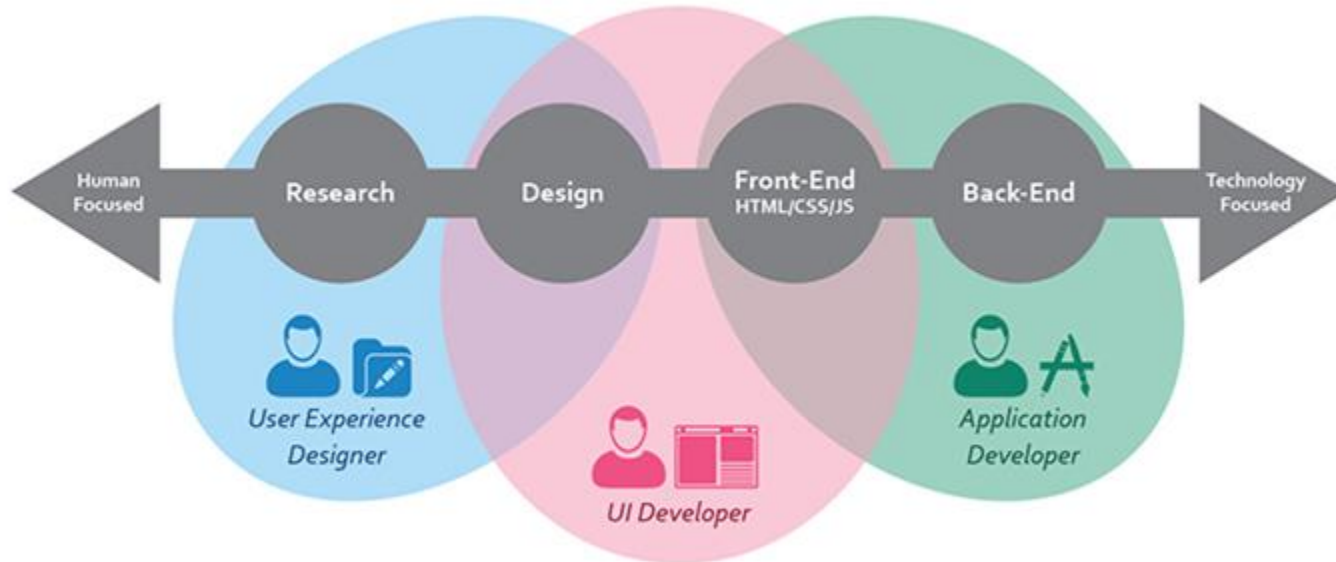 Human
Focused
Research
Design
Front-End
HTML/CSS/JS
Back-End
Technology
Focused
User Experience
Designer
UI Developer
Application
Developer